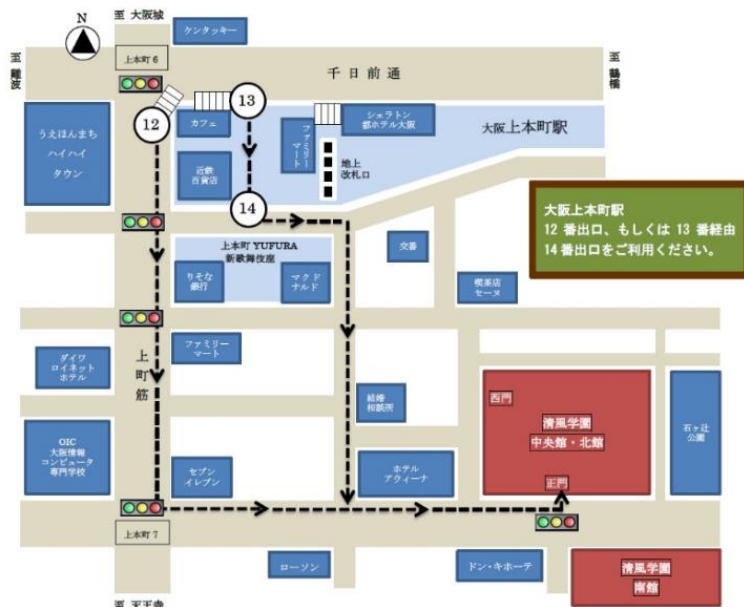 N
至 大阪城
ケンタッキー
至 難波
上本町 6
千日前通
至 鶴橋
12
13
うえほんまち
ハイハイ
タウン
カフェ
近鉄
百貨店
ファミリー
マート
地上
改札口
シェラトン
都ホテル大阪
大阪上本町駅
14
大阪上本町駅
12 番出口、もしくは 13 番経由
14 番出口をご利用ください。
上本町 YUFURA
新歌舞伎座
りそな
銀行
マクド
ナルド
交番
喫茶店
セーヌ
ダイワ
ロイネット
ホテル
上町筋
ファミリー
マート
結婚
相談所
西門
清風学園
中央館・北館
正門
石ヶ辻
公園
OIC
大阪情報
コンピュータ
専門学校
セブン
イレブン
ホテル
アウィーナ
上本町 7
ローソン
ドン・キホーテ
清風学園
南館
至 天王寺